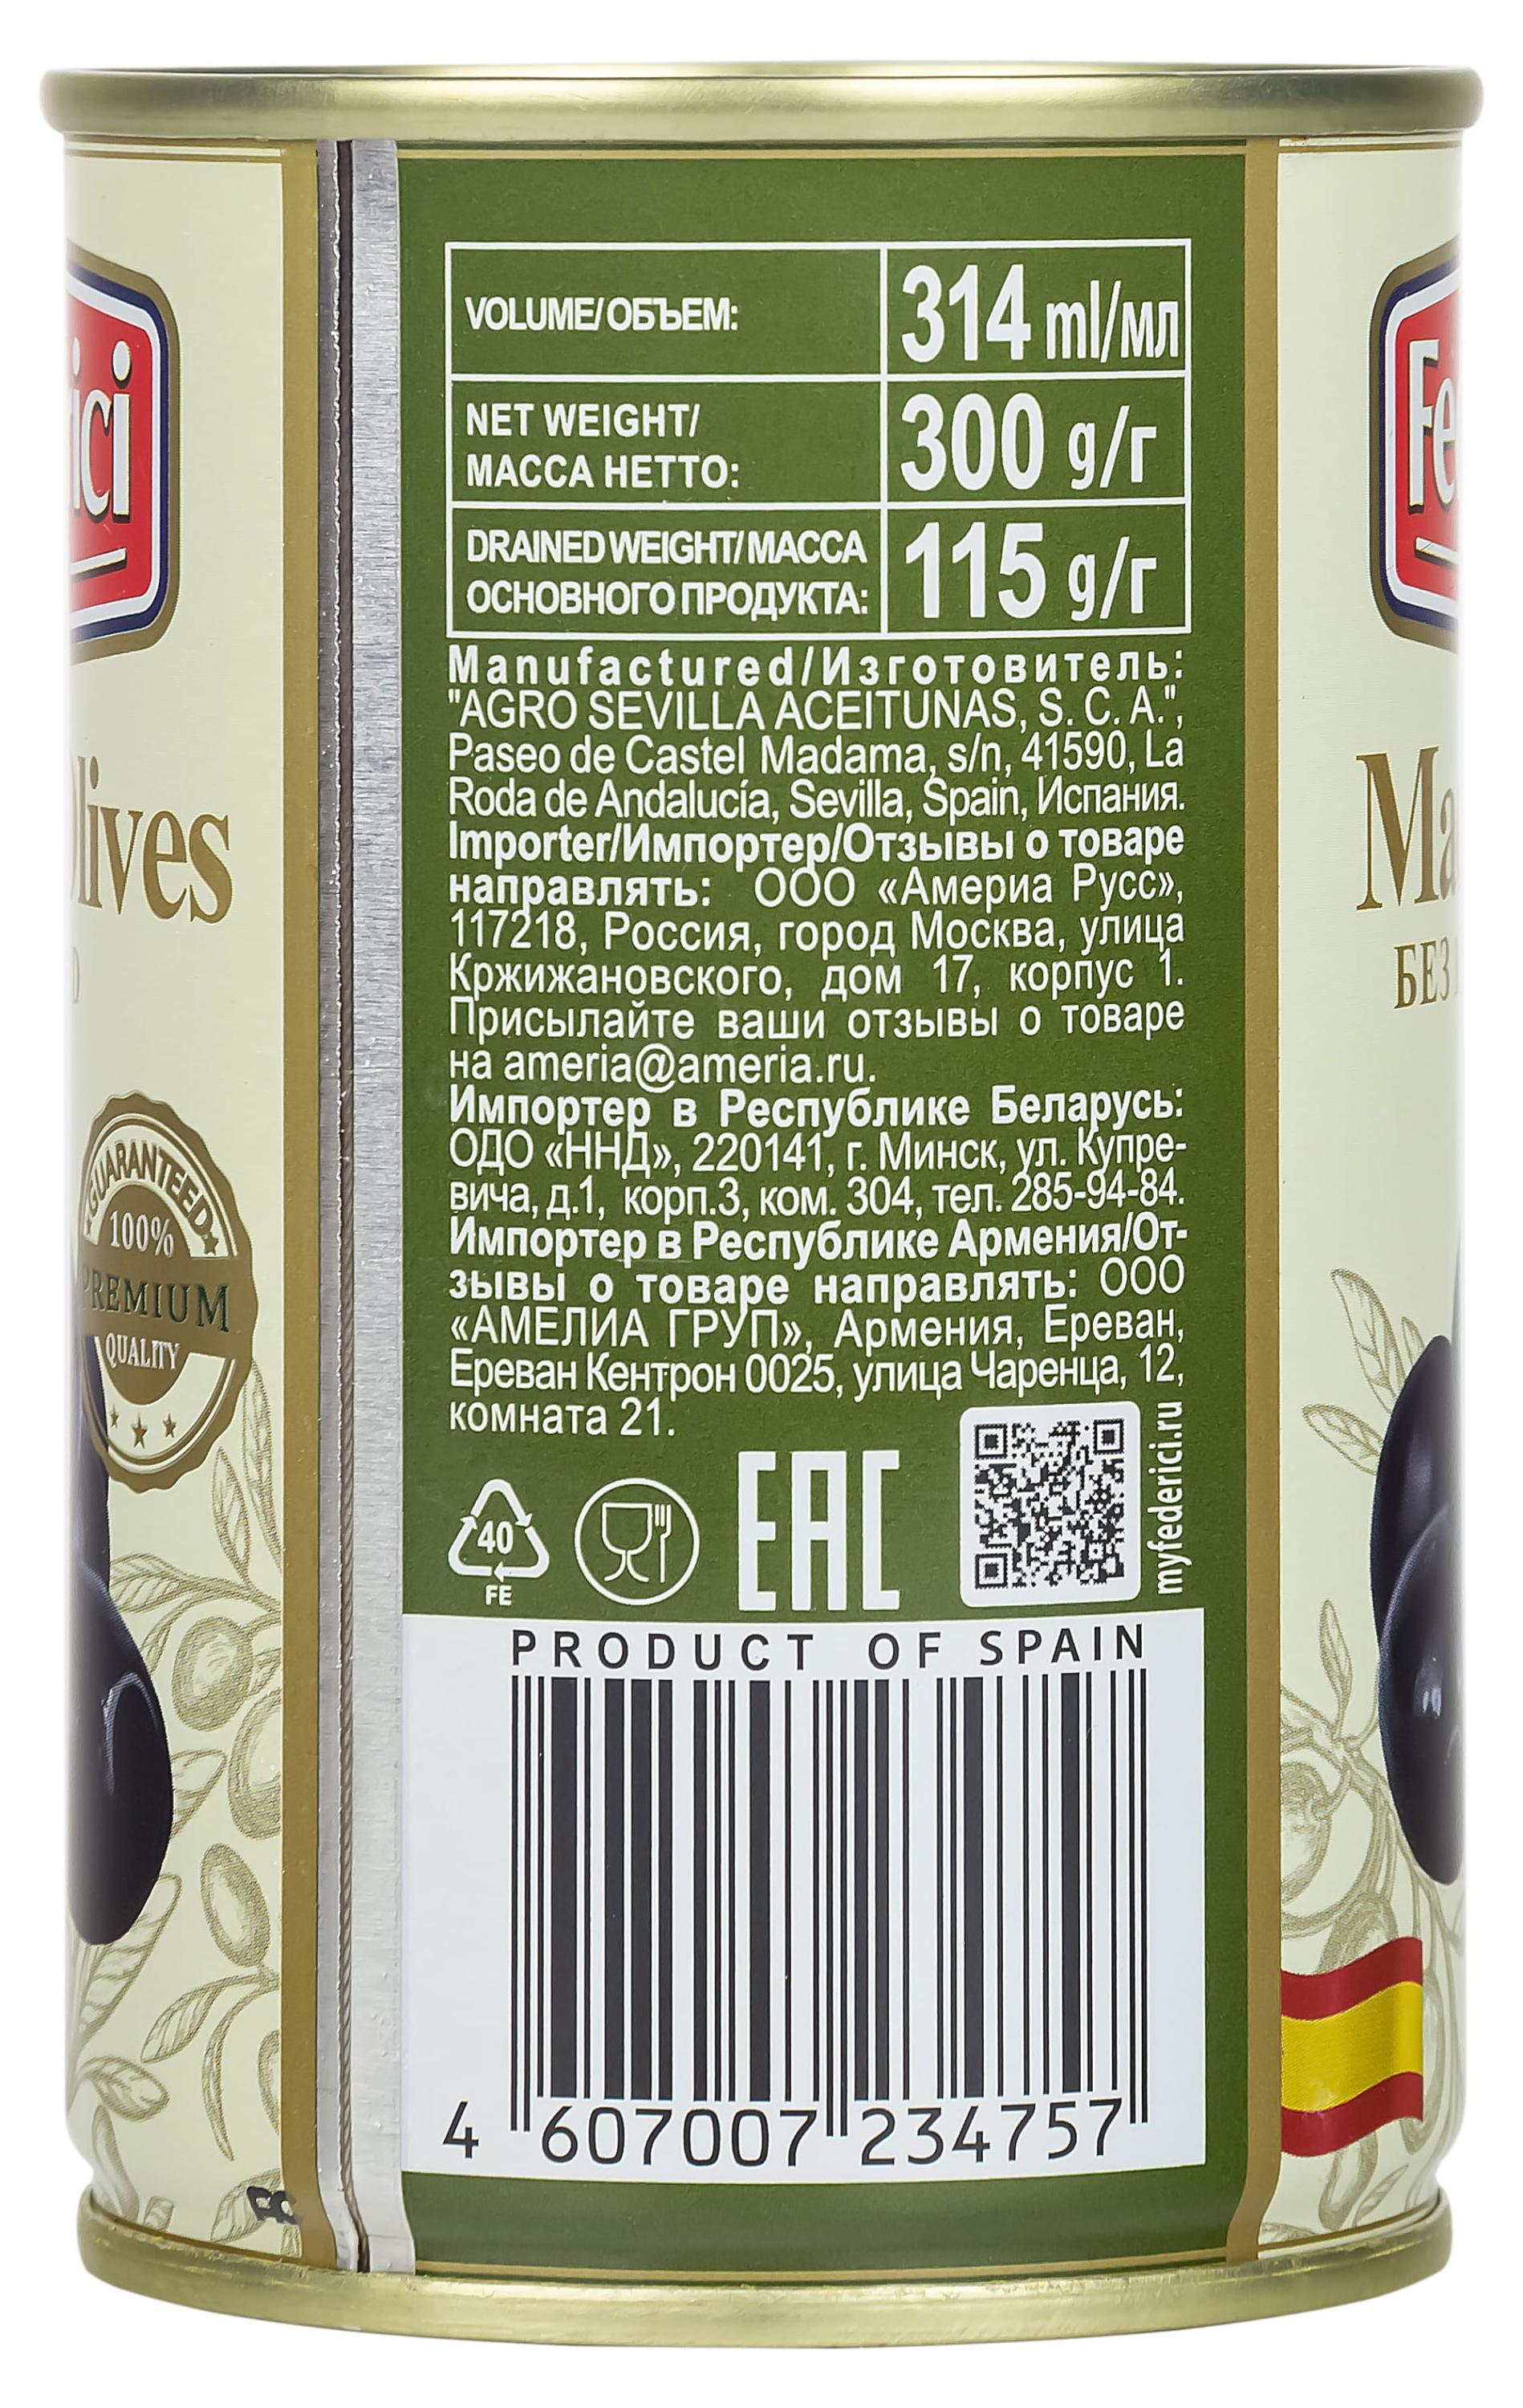 VOLUME/ОБЪЕМ: 314 ml/мл
NET WEIGHT/
МАССА НЕТТО: 300 g/г
DRAINED WEIGHT/МАССА
ОСНОВНОГО ПРОДУКТА: 115 g/г
Manufactured/Изготовитель:
"AGRO SEVILLA ACEITUNAS, S. C. A.",
Paseo de Castel Madama, s/n, 41590, La
Roda de Andalucía, Sevilla, Spain, Испания.
Importer/Импортер/Отзывы о товаре
направлять: ООО «Америа Русс»,
117218, Россия, город Москва, улица
Кржижановского, дом 17, корпус 1.
Присылайте ваши отзывы о товаре
на ameria@ameria.ru.
Импортер в Республике Беларусь:
ОДО «ННД», 220141, г. Минск, ул. Купре-
вича, д.1, корп.3, ком. 304, тел. 285-94-84.
Импортер в Республике Армения/От-
зывы о товаре направлять: ООО
«АМЕЛИА ГРУП», Армения, Ереван,
Ереван Кентрон 0025, улица Чаренца, 12,
комната 21.
40
FE
EAC
myfederici.ru
PRODUCT OF SPAIN
4 607007 234757
GUARANTEED
100%
PREMIUM
QUALITY
БЕЗ